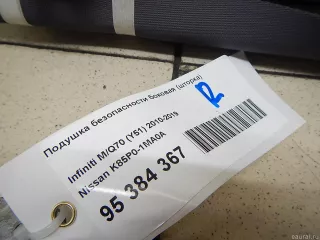 Подушка безопасности боковая (шторка)
Infiniti M/Q70 (Y51) 2010-2019
Nissan K85P0-1MA0A
95 384 367
R